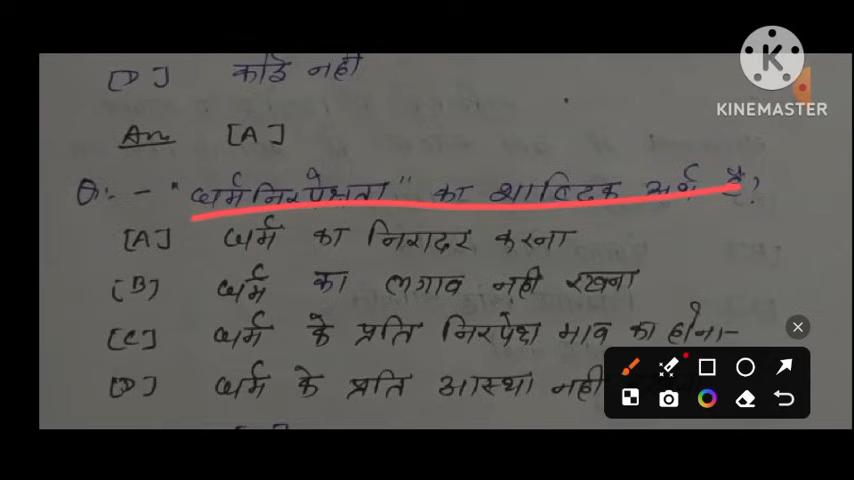 [D] कोई नही
KINEMASTER
Ans [A]
Q:- "धर्मनिरपेक्षता" का शाब्दिक अर्थ है?
[A] धर्म का निरादर करना
[B] धर्म का लगाव नही रखना
[C] धर्म के प्रति निरपेक्ष भाव का होना-
[D] धर्म के प्रति आस्था नही